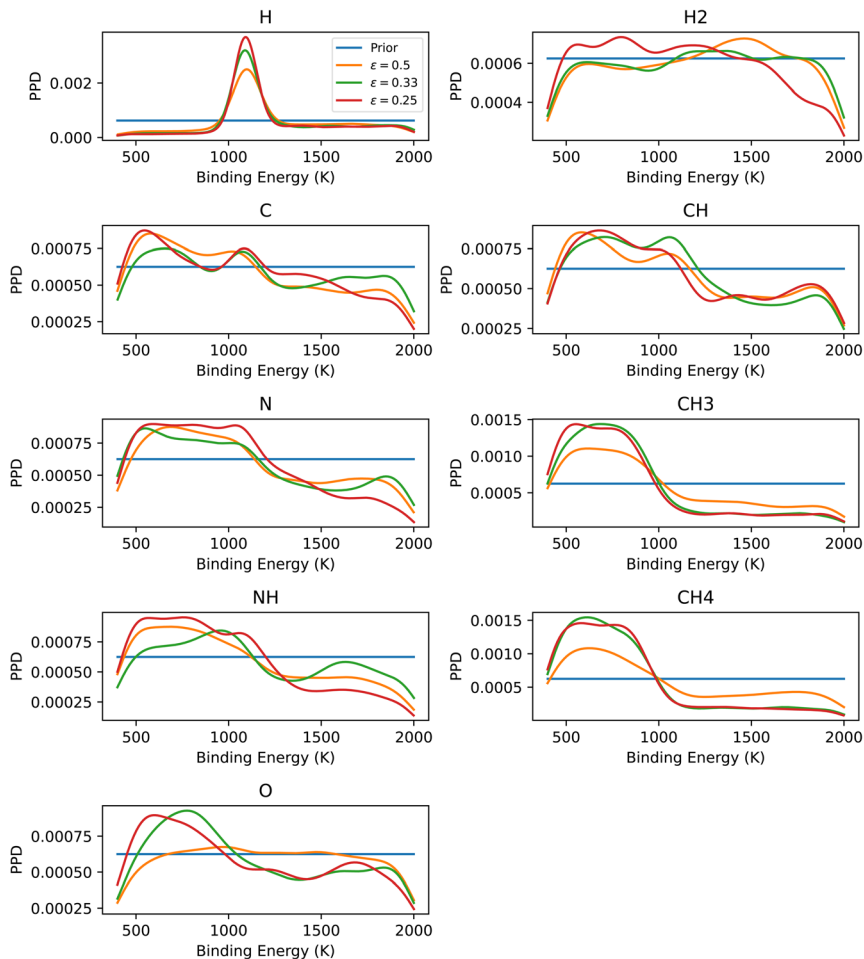 H
PPD
0.002
0.000
Prior
ε = 0.5
ε = 0.33
ε = 0.25
500
1000
1500
2000
Binding Energy (K)
H2
PPD
0.0006
0.0004
500
1000
1500
2000
Binding Energy (K)
C
PPD
0.00075
0.00050
0.00025
500
1000
1500
2000
Binding Energy (K)
CH
PPD
0.00075
0.00050
0.00025
500
1000
1500
2000
Binding Energy (K)
N
PPD
0.00075
0.00050
0.00025
500
1000
1500
2000
Binding Energy (K)
CH3
PPD
0.0015
0.0010
0.0005
500
1000
1500
2000
Binding Energy (K)
NH
PPD
0.00075
0.00050
0.00025
500
1000
1500
2000
Binding Energy (K)
CH4
PPD
0.0015
0.0010
0.0005
500
1000
1500
2000
Binding Energy (K)
O
PPD
0.00075
0.00050
0.00025
500
1000
1500
2000
Binding Energy (K)